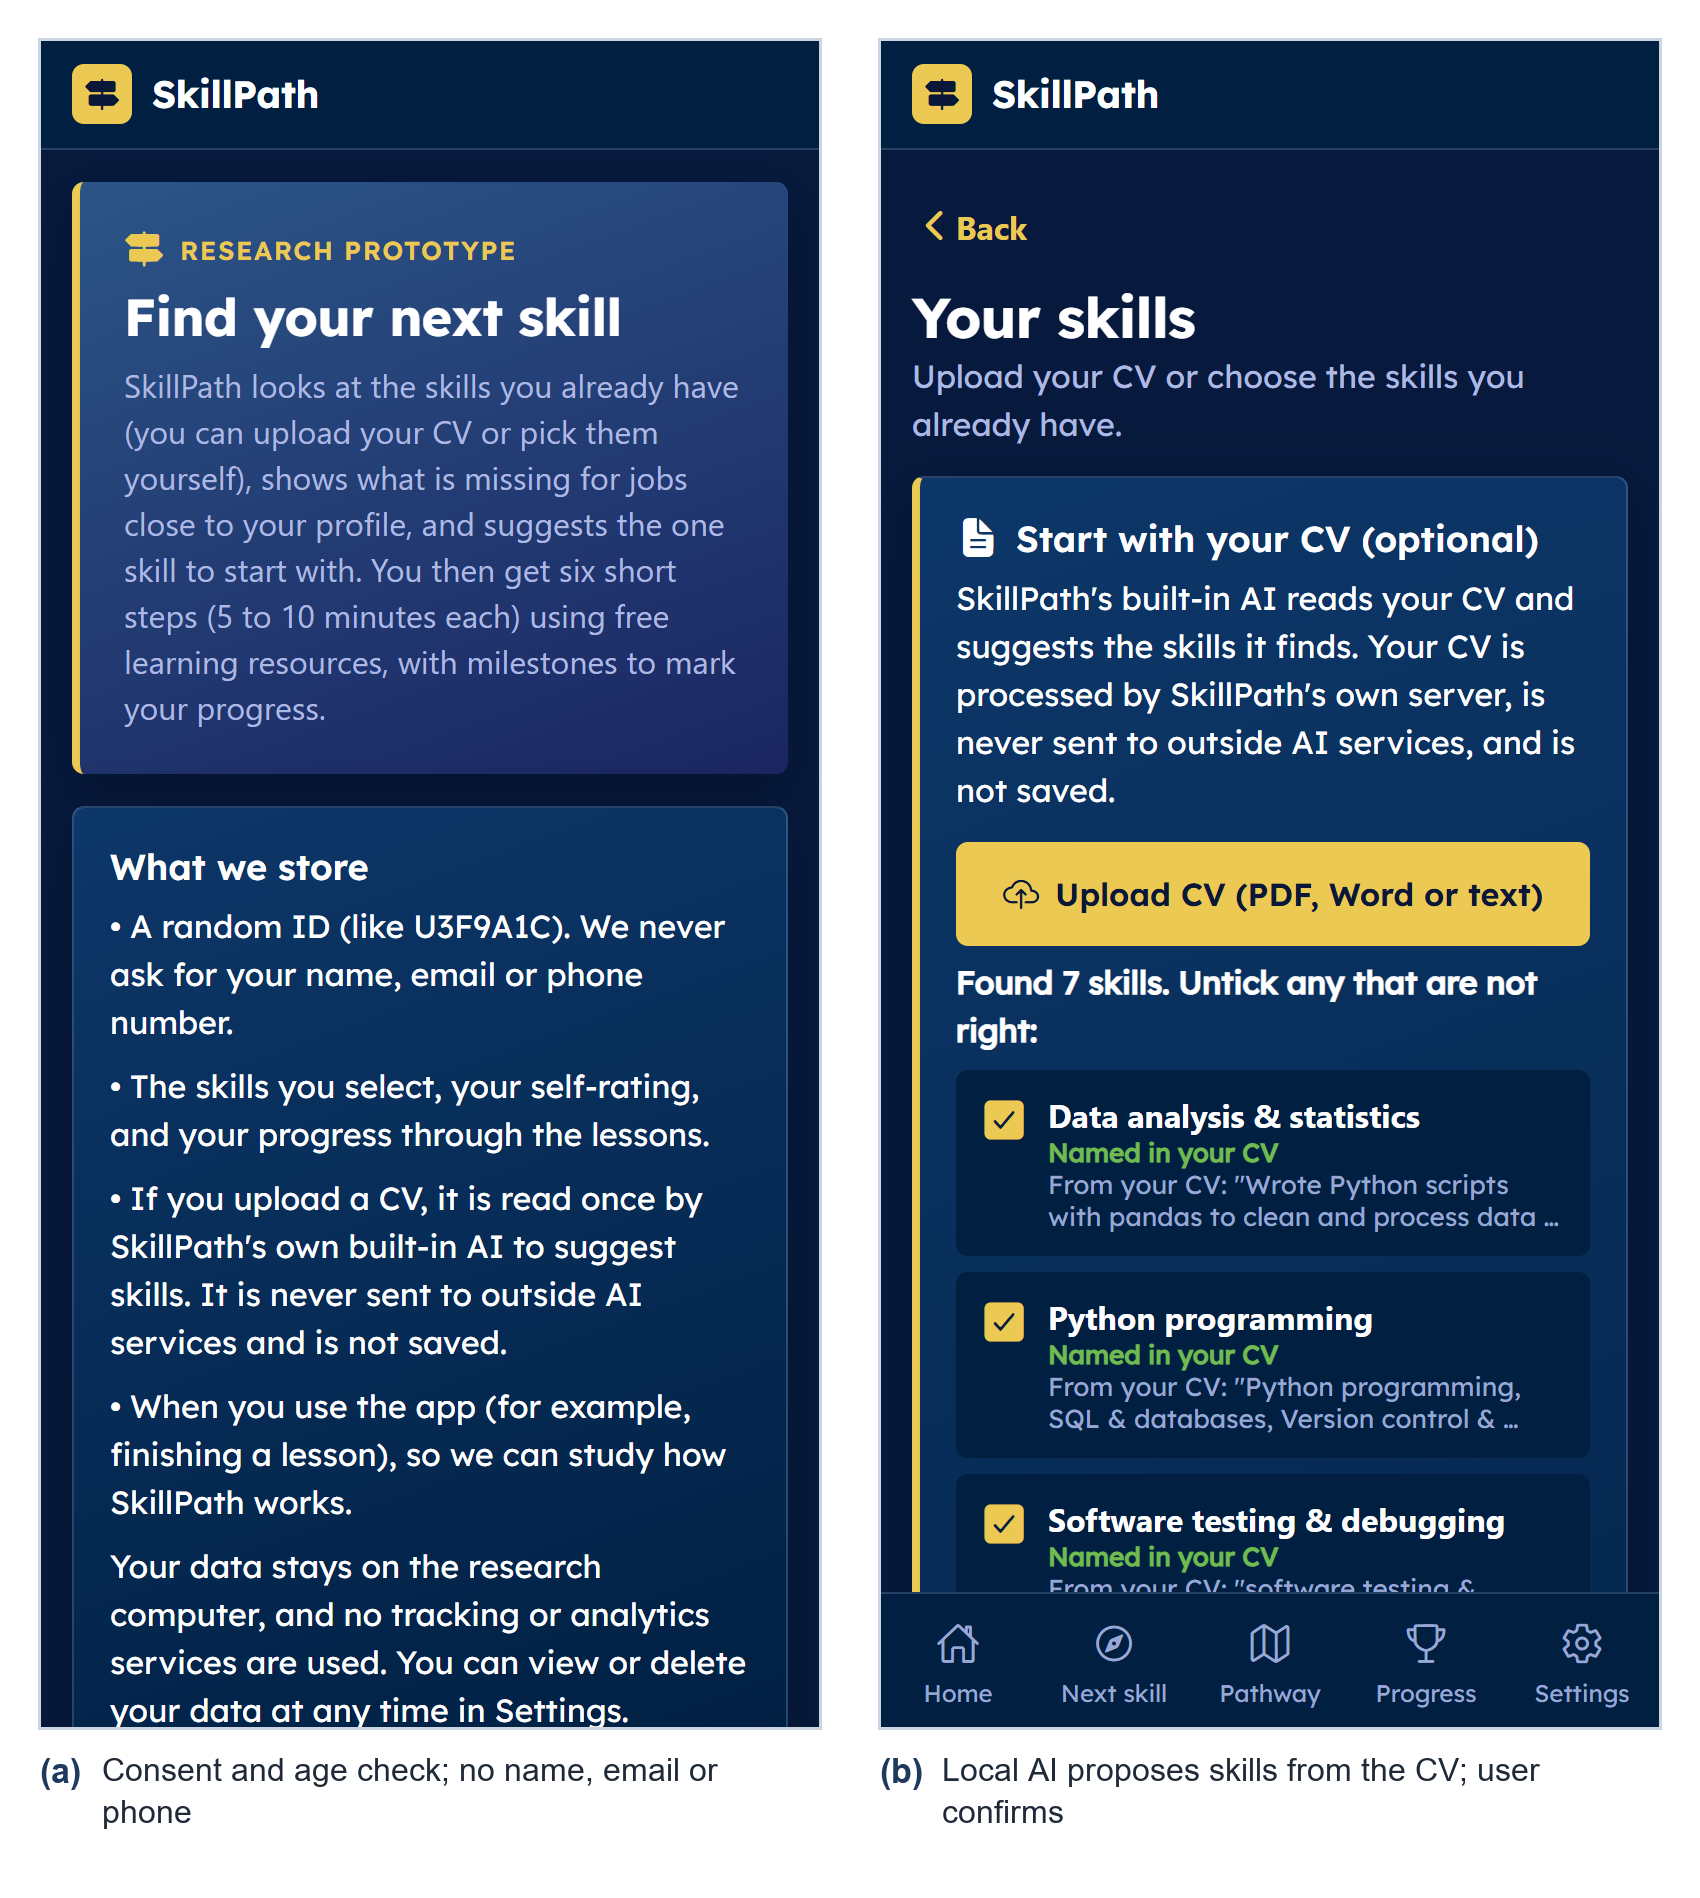 SkillPath
RESEARCH PROTOTYPE
Find your next skill
SkillPath looks at the skills you already have
(you can upload your CV or pick them
yourself), shows what is missing for jobs
close to your profile, and suggests the one
skill to start with. You then get six short
steps (5 to 10 minutes each) using free
learning resources, with milestones to mark
your progress.
What we store
• A random ID (like U3F9A1C). We never
ask for your name, email or phone
number.
• The skills you select, your self-rating,
and your progress through the lessons.
• If you upload a CV, it is read once by
SkillPath's own built-in AI to suggest
skills. It is never sent to outside AI
services and is not saved.
• When you use the app (for example,
finishing a lesson), so we can study how
SkillPath works.
Your data stays on the research
computer, and no tracking or analytics
services are used. You can view or delete
your data at any time in Settings.
(a) Consent and age check; no name, email or
phone
SkillPath
Back
Your skills
Upload your CV or choose the skills you
already have.
Start with your CV (optional)
SkillPath's built-in AI reads your CV and
suggests the skills it finds. Your CV is
processed by SkillPath's own server, is
never sent to outside AI services, and is
not saved.
Upload CV (PDF, Word or text)
Found 7 skills. Untick any that are not
right:
Data analysis & statistics
Named in your CV
From your CV: "Wrote Python scripts
with pandas to clean and process data ...
Python programming
Named in your CV
From your CV: "Python programming,
SQL & databases, Version control & ...
Software testing & debugging
Named in your CV
From your CV: "software testing &
Home
Next skill
Pathway
Progress
Settings
(b) Local AI proposes skills from the CV; user
confirms